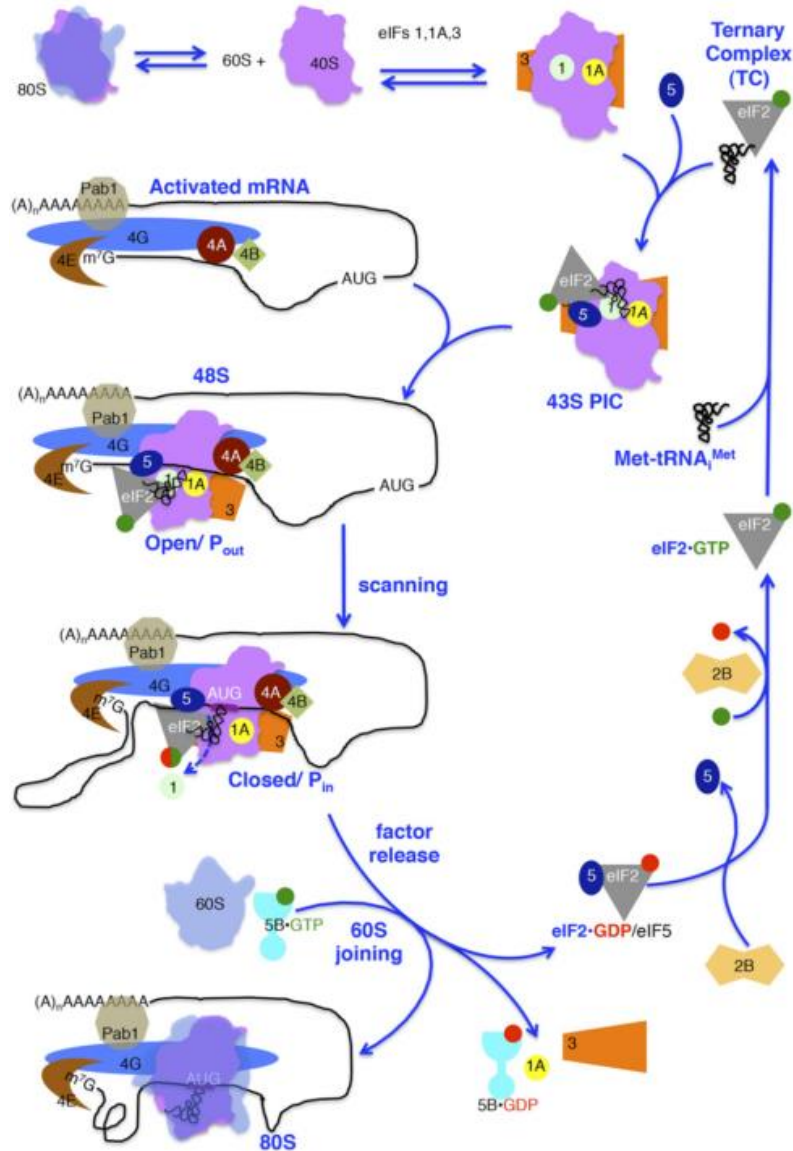 80S
60S +
40S
eIFs 1,1A,3
3
1
1A
Ternary
Complex
(TC)
eIF2
5
Activated mRNA
Pab1
(A)nAAAAAAAA
4G
4E
m⁷G
4A
4B
AUG
eIF2
5
1
1A
43S PIC
48S
(A)nAAAAAAAA
Pab1
4G
4E
m⁷G
5
4A
4B
eIF2
1
1A
3
AUG
Open/ Pout
Met-tRNAiMet
eIF2
eIF2•GTP
scanning
(A)nAAAAAAAA
Pab1
4G
4E
m⁷G
5
AUG
4A
4B
eIF2
1A
3
1
Closed/ Pin
2B
5
factor
release
60S
5B•GTP
60S
joining
5
eIF2
eIF2•GDP/eIF5
2B
(A)nAAAAAAAA
Pab1
4G
4E
m⁷G
AUG
80S
1A
3
5B•GDP